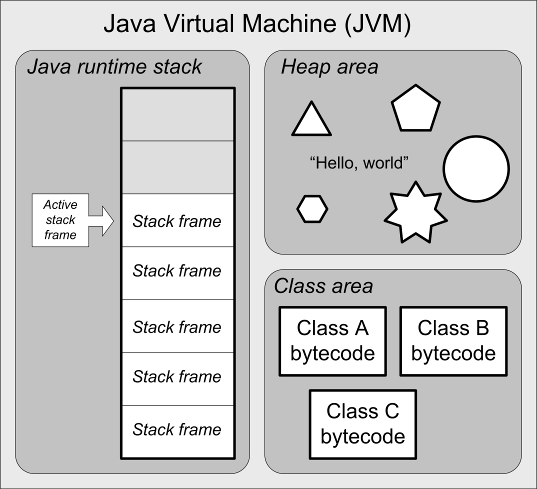 Java Virtual Machine (JVM)
Java runtime stack
Active
stack
frame
Stack frame
Stack frame
Stack frame
Stack frame
Stack frame
Heap area
“Hello, world”
Class area
Class A
bytecode
Class B
bytecode
Class C
bytecode